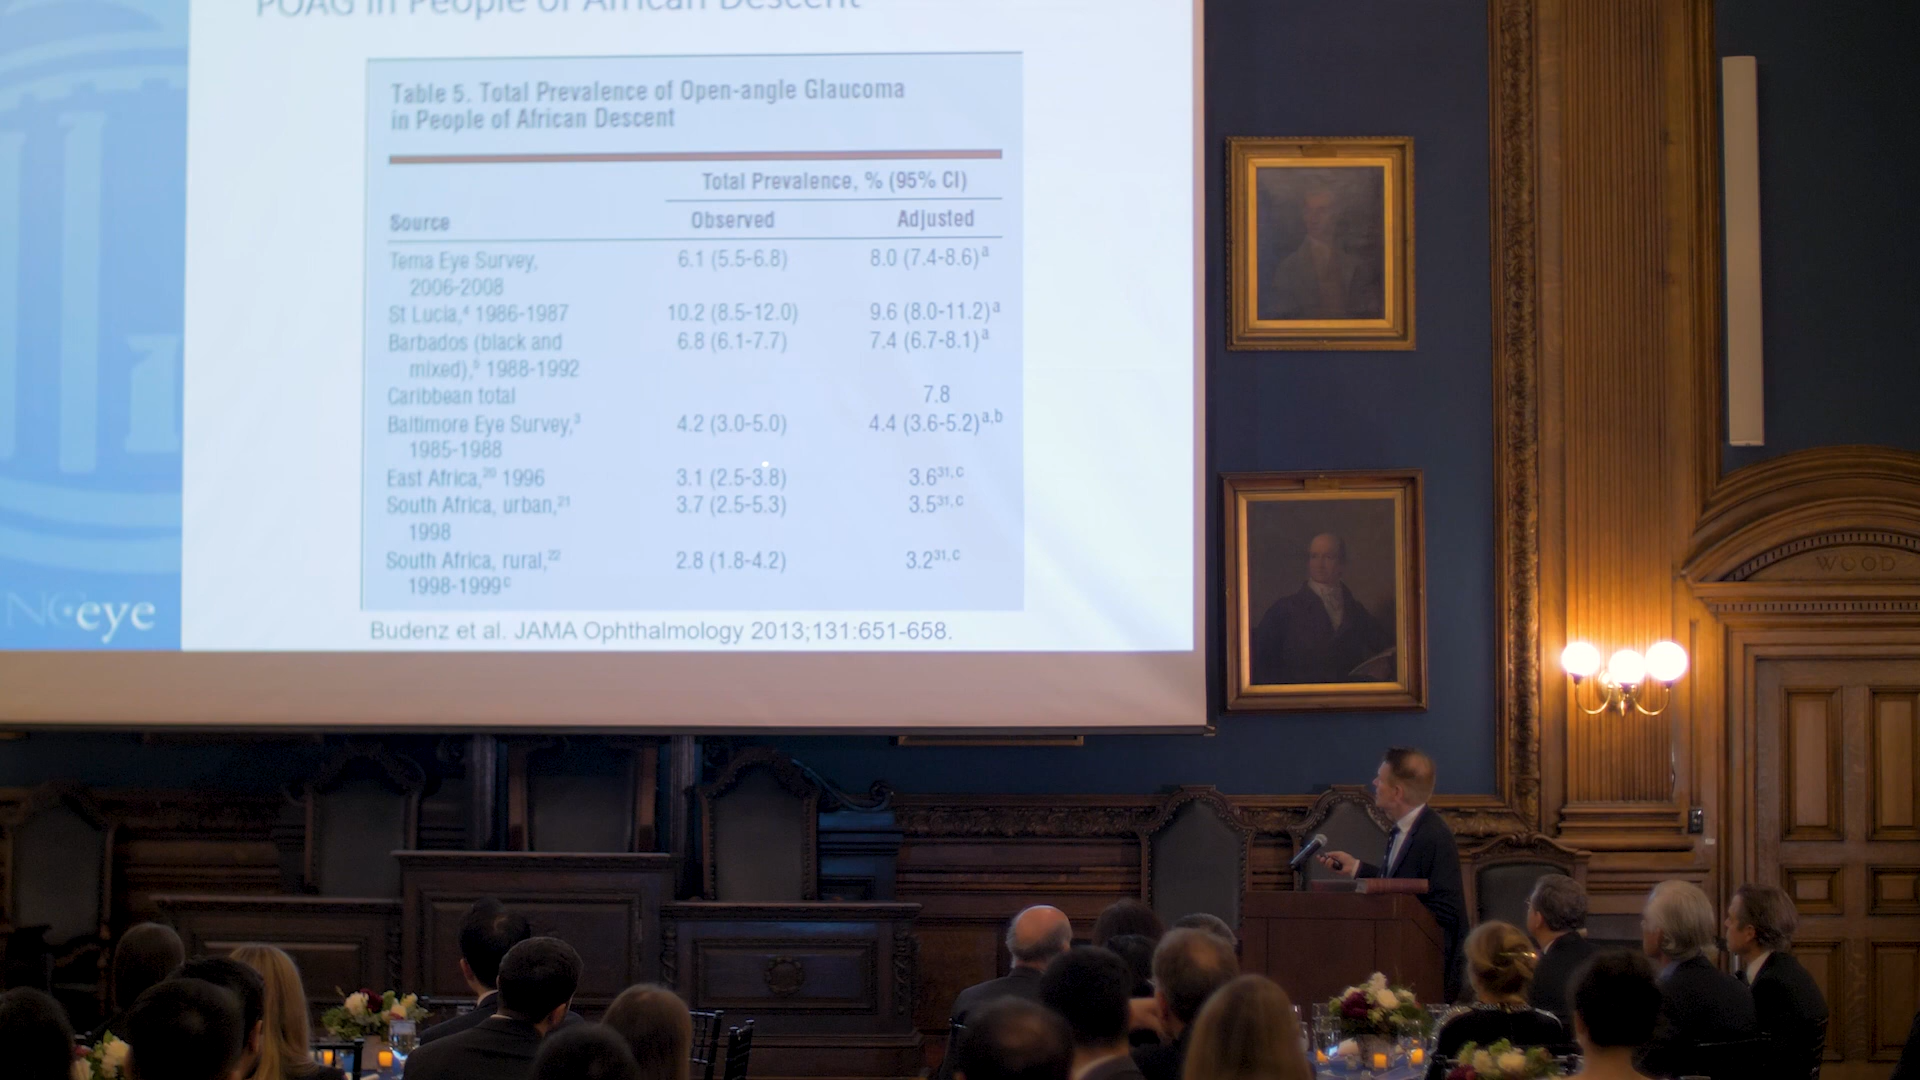 POAG in People of African Descent
Table 5. Total Prevalence of Open-angle Glaucoma
in People of African Descent
Total Prevalence, % (95% CI)
Source Observed Adjusted
Tema Eye Survey, 6.1 (5.5-6.8) 8.0 (7.4-8.6)ᵃ
2006-2008
St Lucia,⁴ 1986-1987 10.2 (8.5-12.0) 9.6 (8.0-11.2)ᵃ
Barbados (black and 6.8 (6.1-7.7) 7.4 (6.7-8.1)ᵃ
mixed),⁵ 1988-1992
Caribbean total 7.8
Baltimore Eye Survey,³ 4.2 (3.0-5.0) 4.4 (3.6-5.2)ᵃ,ᵇ
1985-1988
East Africa,²⁰ 1996 3.1 (2.5-3.8) 3.6³¹,ᶜ
South Africa, urban,²¹ 3.7 (2.5-5.3) 3.5³¹,ᶜ
1998
South Africa, rural,²² 2.8 (1.8-4.2) 3.2³¹,ᶜ
1998-1999ᶜ
Budenz et al. JAMA Ophthalmology 2013;131:651-658.
NC eye
WOOD